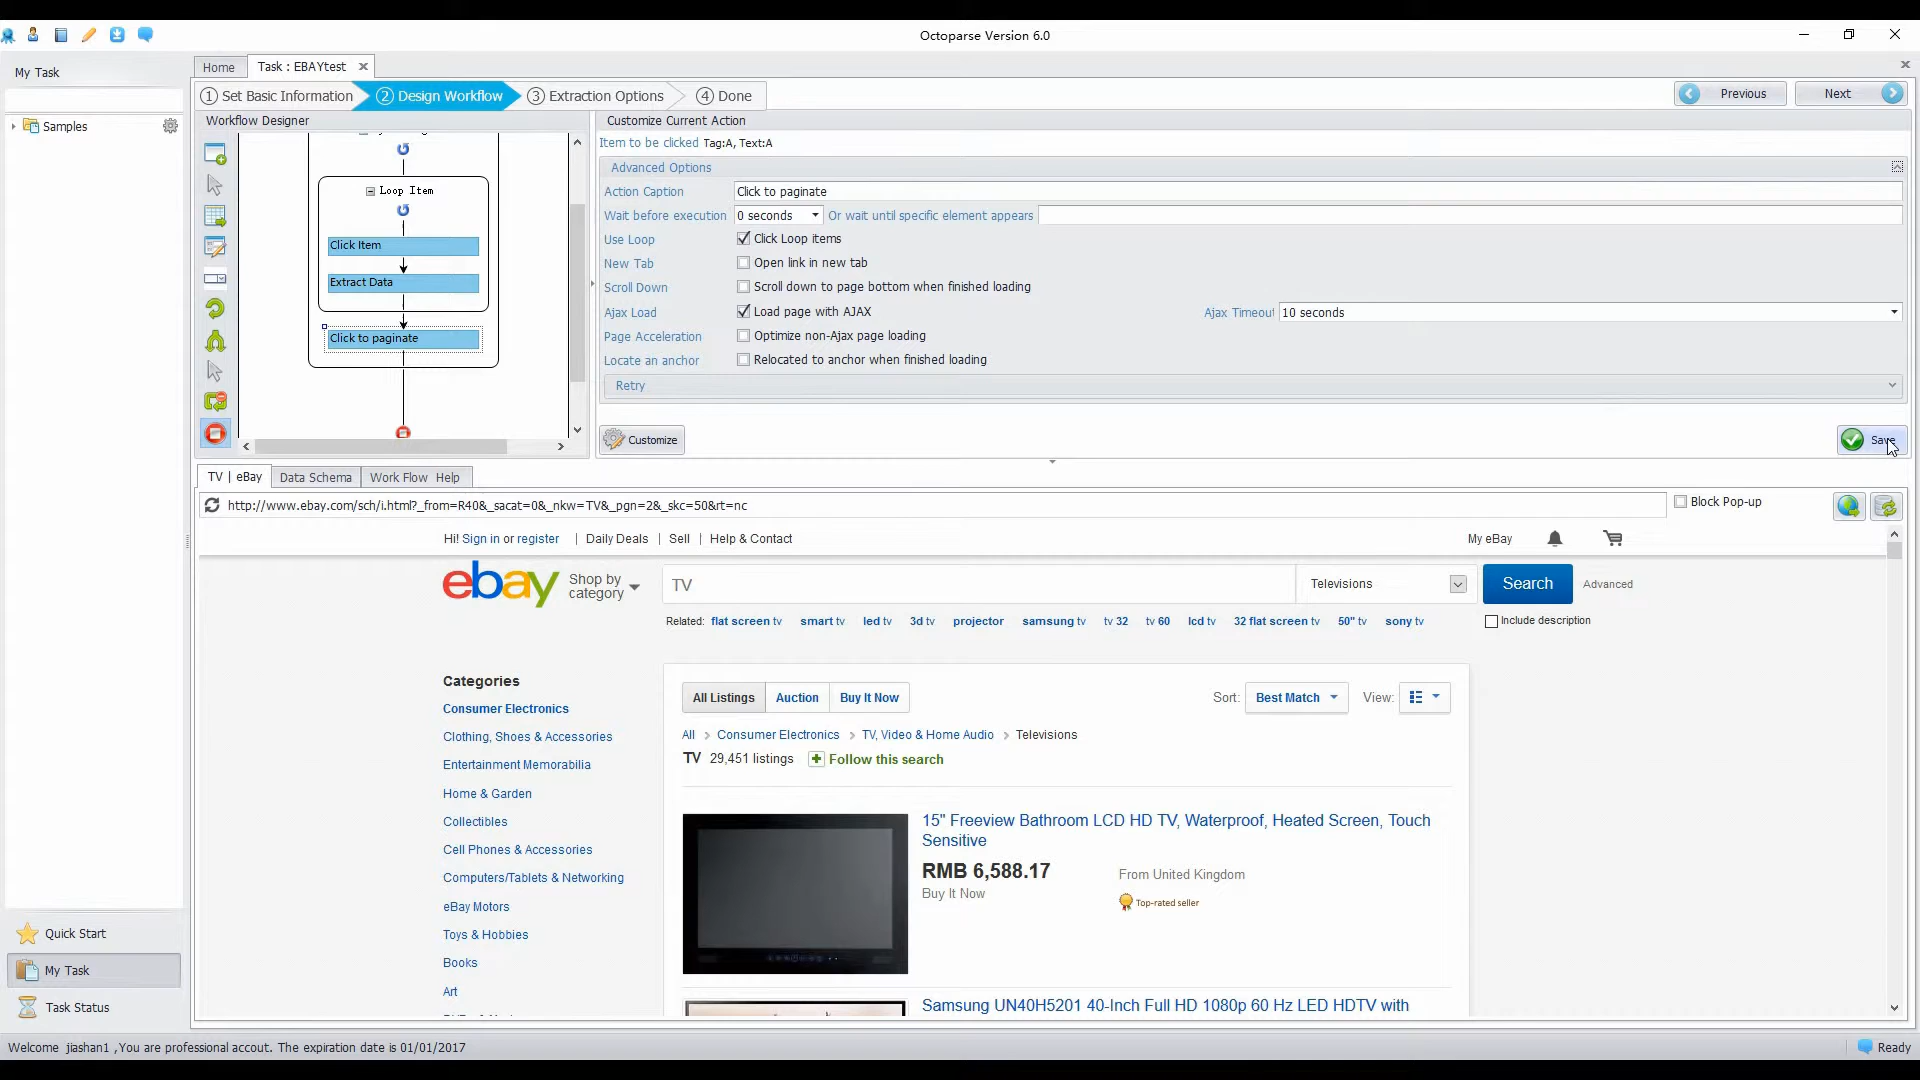 Octoparse Version 6.0
My Task
Home
Task : EBAYtest
1 Set Basic Information
2 Design Workflow
3 Extraction Options
4 Done
Previous
Next
Samples
Workflow Designer
Loop Item
Click Item
Extract Data
Click to paginate
Customize Current Action
Item to be clicked Tag:A, Text:A
Advanced Options
Action Caption Click to paginate
Wait before execution 0 seconds Or wait until specific element appears
Use Loop Click Loop items
New Tab Open link in new tab
Scroll Down Scroll down to page bottom when finished loading
Ajax Load Load page with AJAX Ajax Timeout 10 seconds
Page Acceleration Optimize non-Ajax page loading
Locate an anchor Relocated to anchor when finished loading
Retry
Customize
Save
TV | eBay
Data Schema
Work Flow Help
http://www.ebay.com/sch/i.html?_from=R40&_sacat=0&_nkw=TV&_pgn=2&_skc=50&rt=nc
Block Pop-up
Hi! Sign in or register | Daily Deals | Sell | Help & Contact
My eBay
ebay
Shop by
category
TV
Televisions
Search
Advanced
Related: flat screen tv smart tv led tv 3d tv projector samsung tv tv 32 tv 60 lcd tv 32 flat screen tv 50" tv sony tv
Include description
Categories
Consumer Electronics
Clothing, Shoes & Accessories
Entertainment Memorabilia
Home & Garden
Collectibles
Cell Phones & Accessories
Computers/Tablets & Networking
eBay Motors
Toys & Hobbies
Books
Art
All Listings
Auction
Buy It Now
Sort: Best Match
View:
All > Consumer Electronics > TV, Video & Home Audio > Televisions
TV 29,451 listings + Follow this search
15" Freeview Bathroom LCD HD TV, Waterproof, Heated Screen, Touch
Sensitive
RMB 6,588.17
Buy It Now
From United Kingdom
Top-rated seller
Samsung UN40H5201 40-Inch Full HD 1080p 60 Hz LED HDTV with
Quick Start
My Task
Task Status
Welcome jiashan1 ,You are professional accout. The expiration date is 01/01/2017
Ready